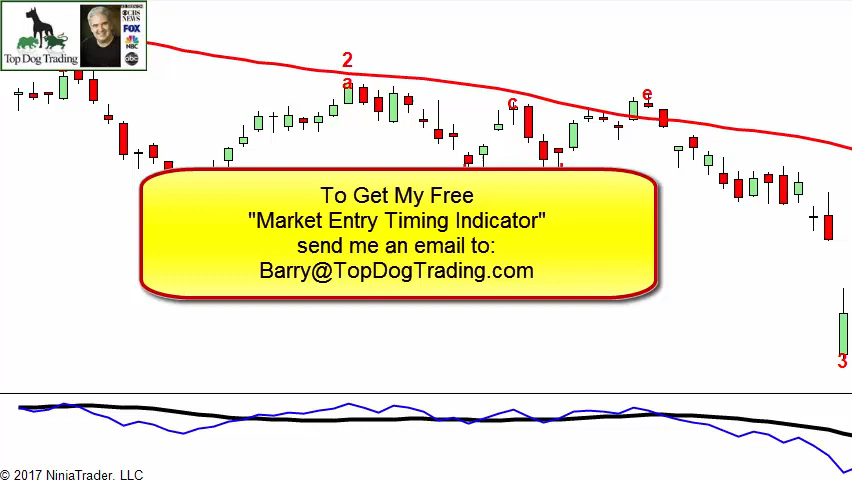 CBS
NEWS
FOX
NBC
abc
Top Dog Trading
2
a
c
e
To Get My Free
"Market Entry Timing Indicator"
send me an email to:
Barry@TopDogTrading.com
3
© 2017 NinjaTrader, LLC